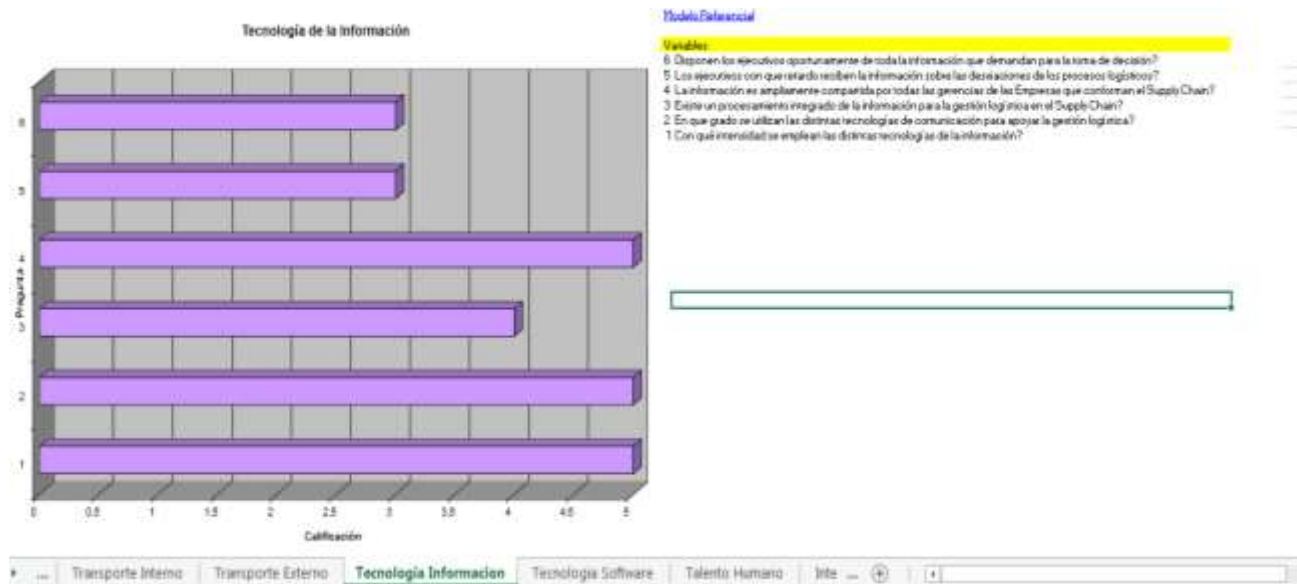 Tecnología de la Información
6
5
4
3
2
1
Pregunta
0 0.5 1 1.5 2 2.5 3 3.5 4 4.5 5
Calificación
Modelo Referencial
Variables
6 Disponen los ejecutivos oportunamente de toda la información que demandan para la toma de decisión?
5 Los ejecutivos con que retardo reciben la información sobre las desviaciones de los procesos logísticos?
4 La información es ampliamente compartida por todas las gerencias de las Empresas que conforman el Supply Chain?
3 Existe un procesamiento integrado de la información para la gestión logística en el Supply Chain?
2 En que grado se utilizan las distintas tecnologías de comunicación para apoyar la gestión logística?
1 Con qué intensidad se emplean las distintas tecnologías de la información?
... Transporte Interno Transporte Externo Tecnología Informacion Tecnologia Software Talento Humano Inte ...